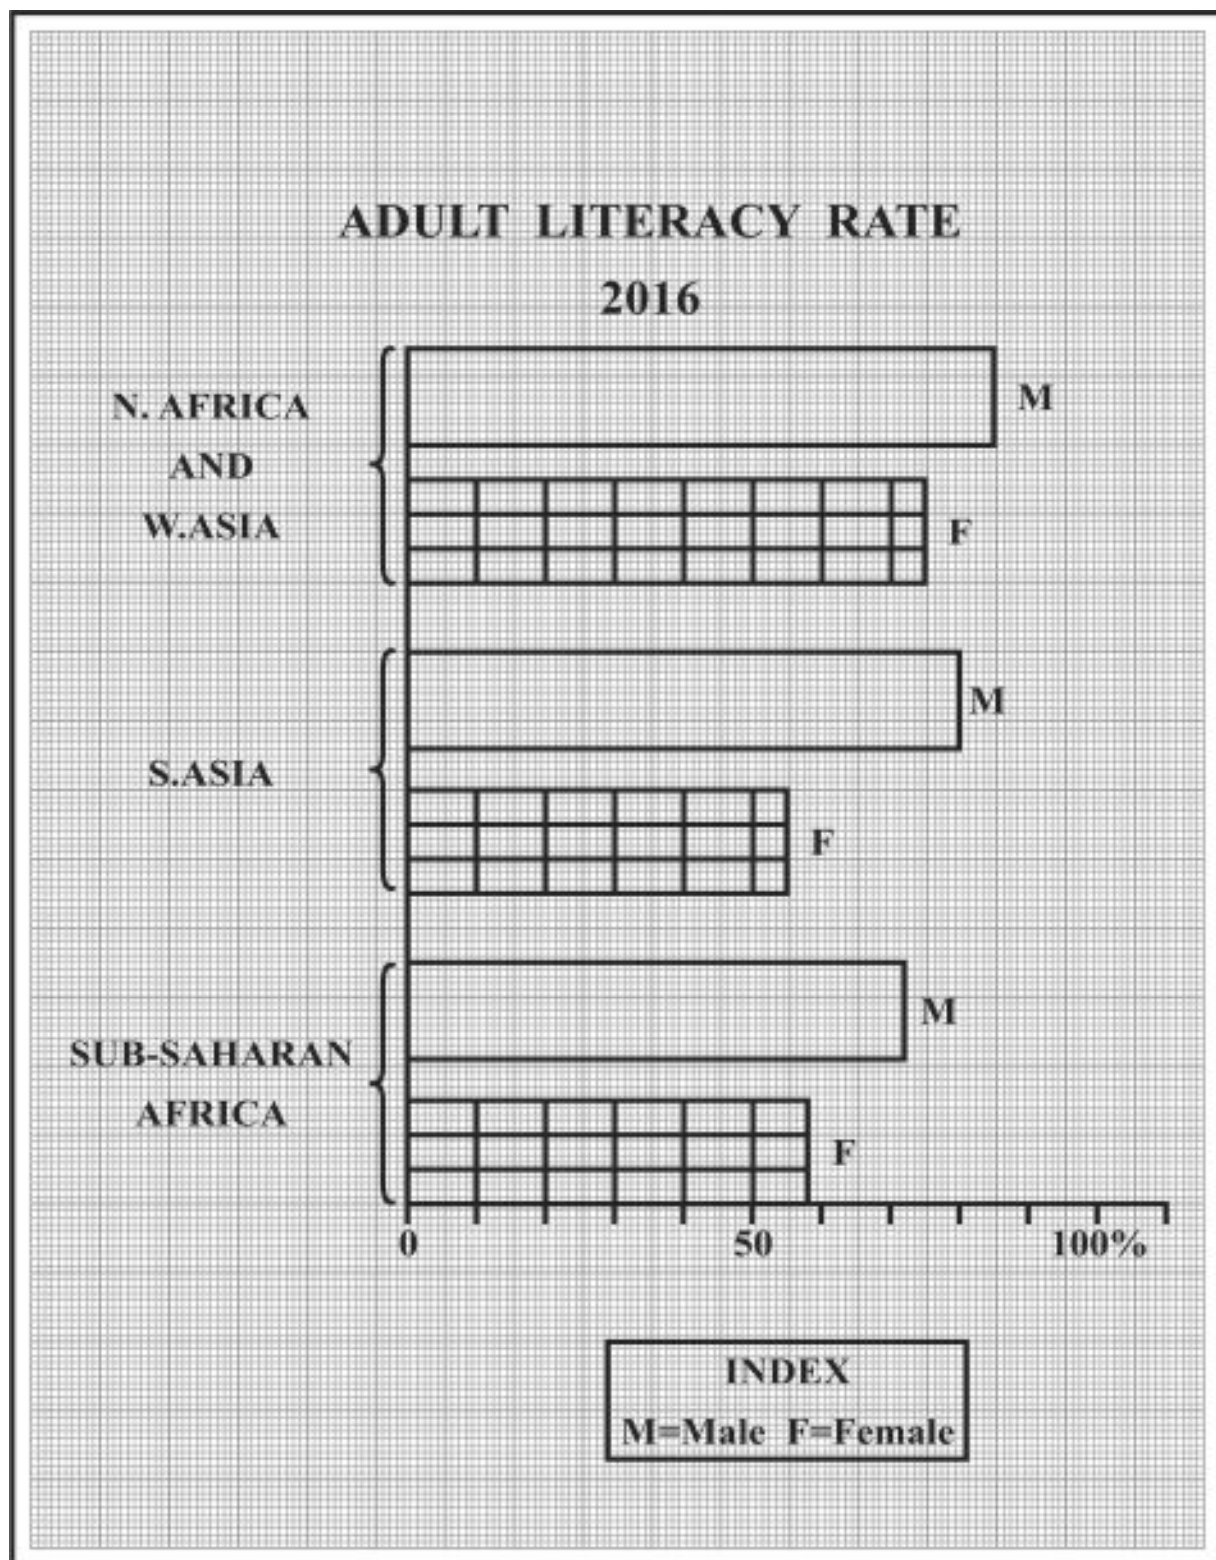 ADULT LITERACY RATE
2016
N. AFRICA
AND
W.ASIA
M
F
S.ASIA
M
F
SUB-SAHARAN
AFRICA
M
F
0 50 100%
INDEX
M=Male F=Female